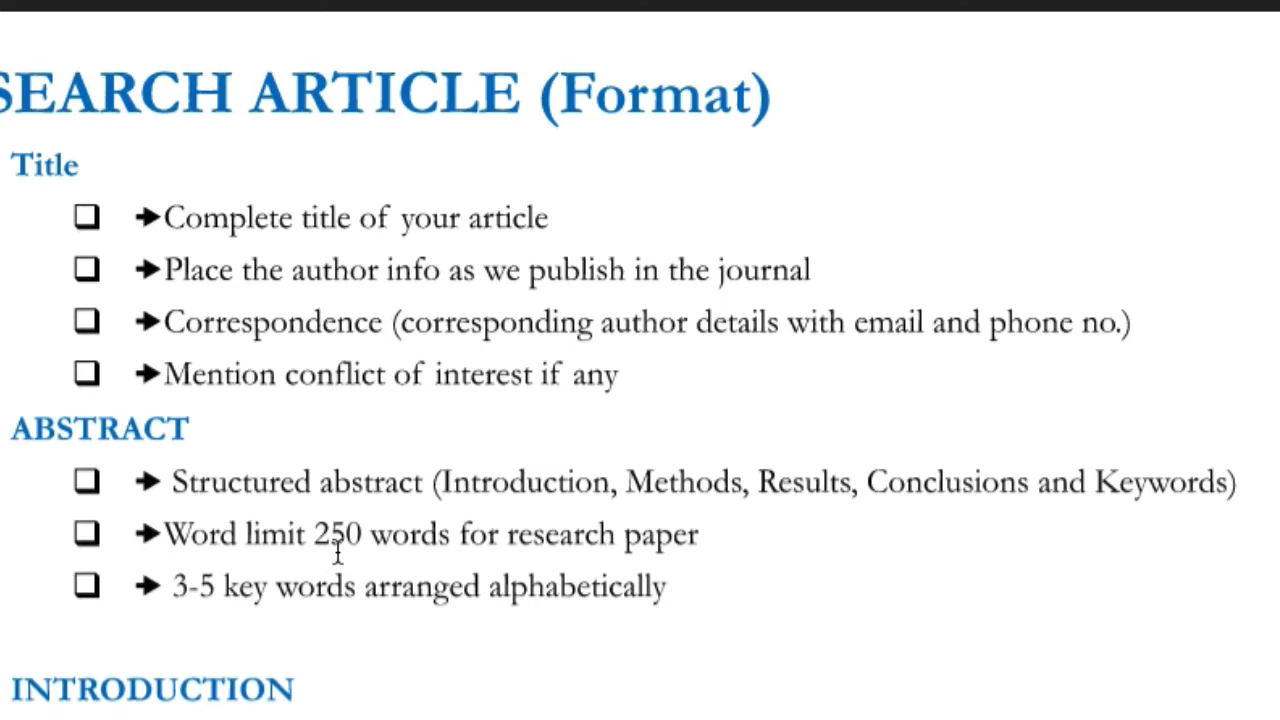 SEARCH ARTICLE (Format)
Title
❑ ➔Complete title of your article
❑ ➔Place the author info as we publish in the journal
❑ ➔Correspondence (corresponding author details with email and phone no.)
❑ ➔Mention conflict of interest if any
ABSTRACT
❑ ➔ Structured abstract (Introduction, Methods, Results, Conclusions and Keywords)
❑ ➔Word limit 250 words for research paper
❑ ➔ 3-5 key words arranged alphabetically
INTRODUCTION